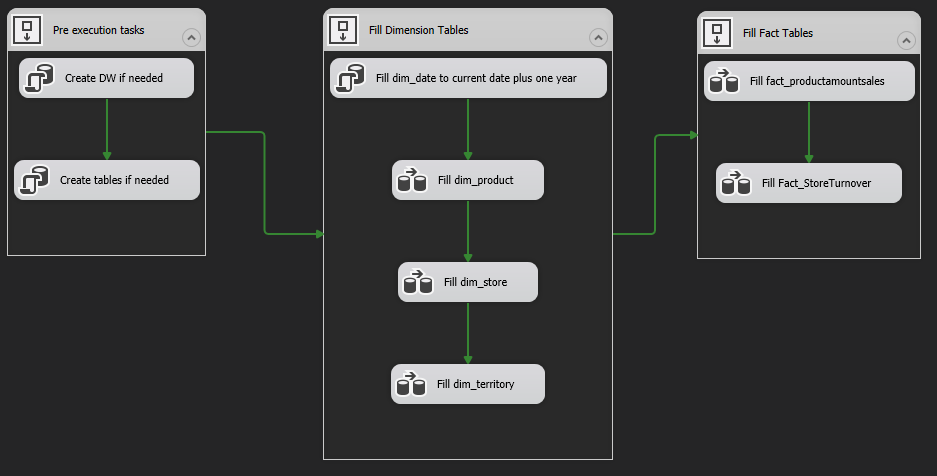 Pre execution tasks
Create DW if needed
Create tables if needed
Fill Dimension Tables
Fill dim_date to current date plus one year
Fill dim_product
Fill dim_store
Fill dim_territory
Fill Fact Tables
Fill fact_productamountsales
Fill Fact_StoreTurnover